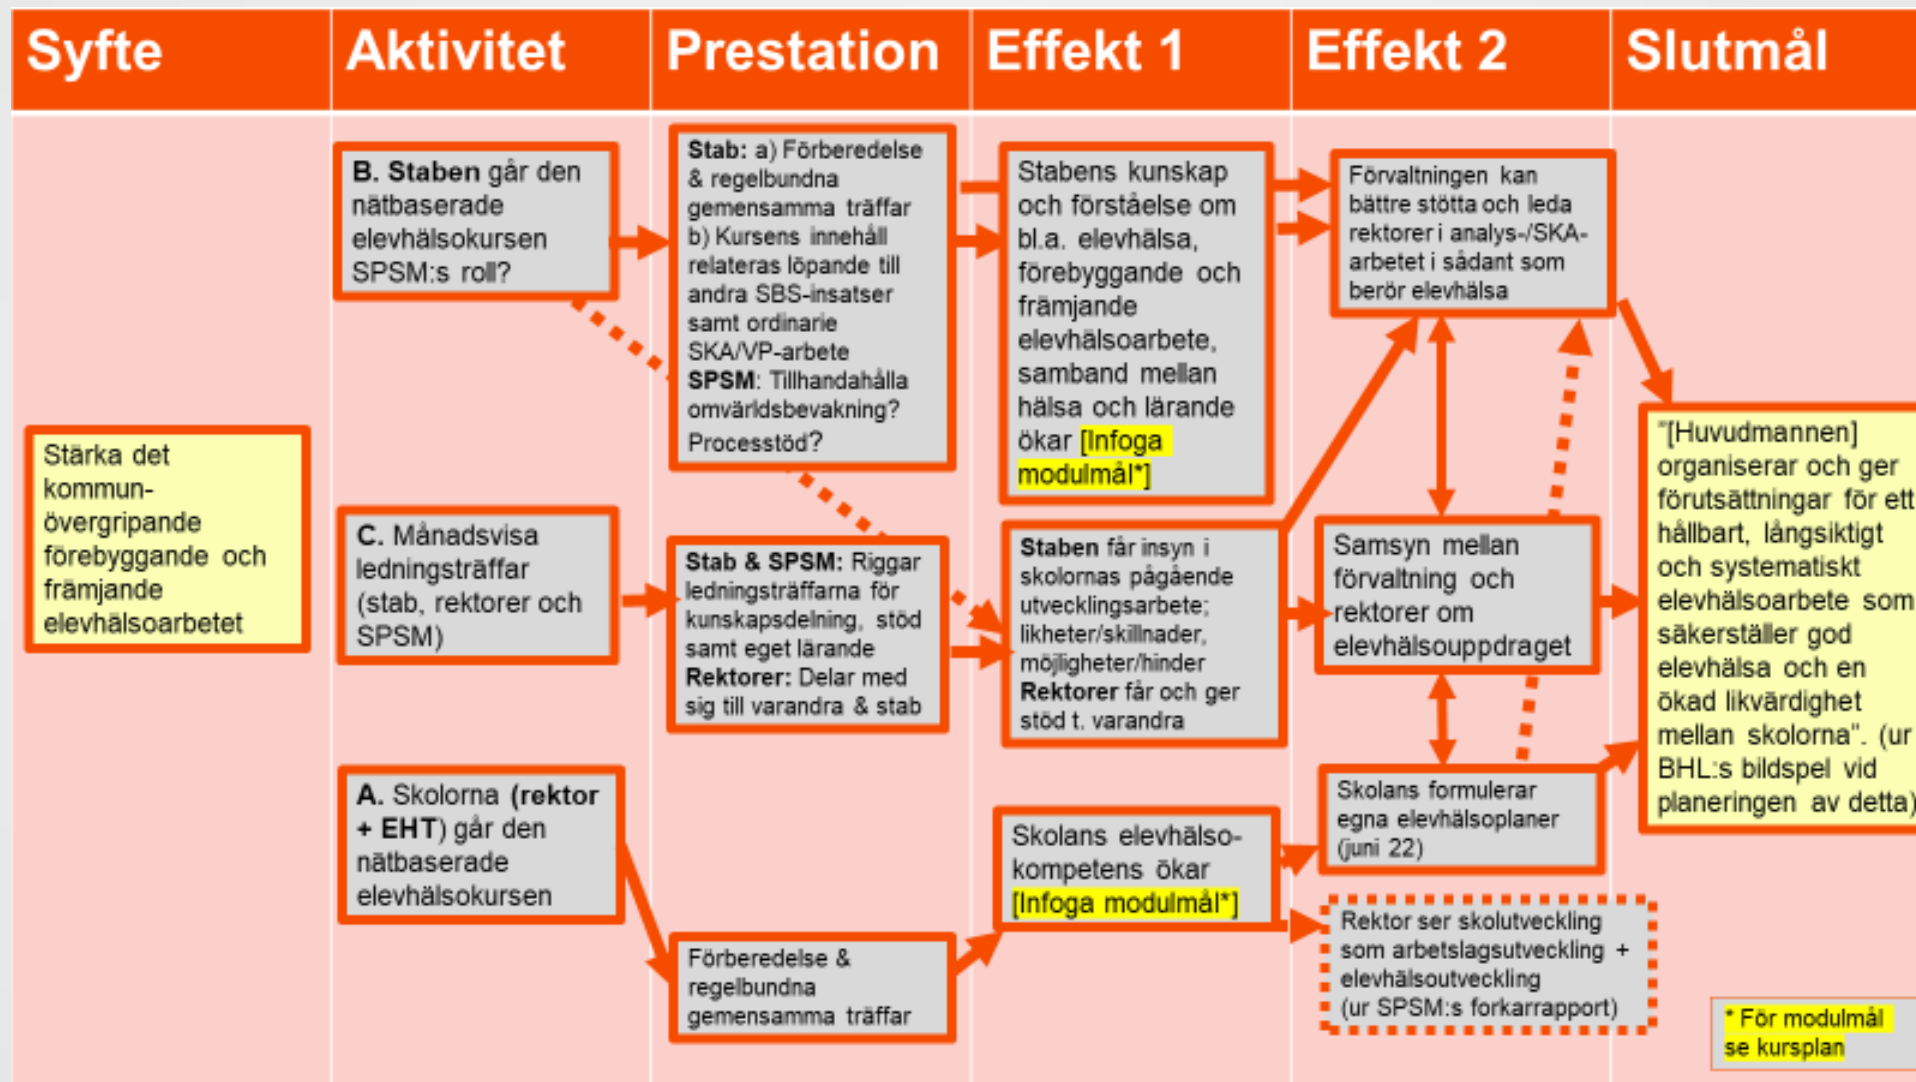 Syfte
Aktivitet
Prestation
Effekt 1
Effekt 2
Slutmål
Stärka det
kommun-
övergripande
förebyggande och
främjande
elevhälsoarbetet
B. Staben går den
nätbaserade
elevhälsokursen
SPSM:s roll?
C. Månadsvisa
ledningsträffar
(stab, rektorer och
SPSM)
A. Skolorna (rektor
+ EHT) går den
nätbaserade
elevhälsokursen
Stab: a) Förberedelse
& regelbundna
gemensamma träffar
b) Kursens innehåll
relateras löpande till
andra SBS-insatser
samt ordinarie
SKA/VP-arbete
SPSM: Tillhandahålla
omvärldsbevakning?
Processtöd?
Stab & SPSM: Riggar
ledningsträffarna för
kunskapsdelning, stöd
samt eget lärande
Rektorer: Delar med
sig till varandra & stab
Förberedelse &
regelbundna
gemensamma träffar
Stabens kunskap
och förståelse om
bl.a. elevhälsa,
förebyggande och
främjande
elevhälsoarbete,
samband mellan
hälsa och lärande
ökar [Infoga
modulmål*]
Staben får insyn i
skolornas pågående
utvecklingsarbete;
likheter/skillnader,
möjligheter/hinder
Rektorer får och ger
stöd t. varandra
Skolans elevhälso-
kompetens ökar
[Infoga modulmål*]
Förvaltningen kan
bättre stötta och leda
rektorer i analys-/SKA-
arbetet i sådant som
berör elevhälsa
Samsyn mellan
förvaltning och
rektorer om
elevhälsouppdraget
Skolans formulerar
egna elevhälsoplaner
(juni 22)
Rektor ser skolutveckling
som arbetslagsutveckling +
elevhälsoutveckling
(ur SPSM:s forkarrapport)
"[Huvudmannen]
organiserar och ger
förutsättningar för ett
hållbart, långsiktigt
och systematiskt
elevhälsoarbete som
säkerställer god
elevhälsa och en
ökad likvärdighet
mellan skolorna". (ur
BHL:s bildspel vid
planeringen av detta)
* För modulmål
se kursplan